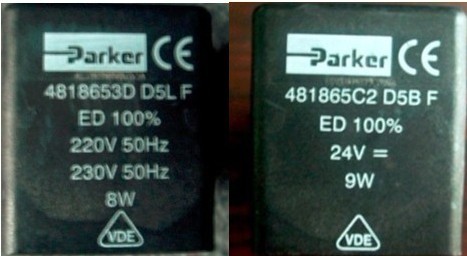 Parker CE
4818653D D5L F
ED 100%
220V 50Hz
230V 50Hz
8W
VDE
Parker CE
481865C2 D5B F
ED 100%
24V =
9W
VDE